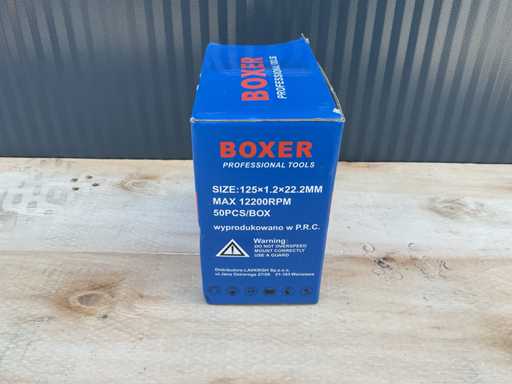 BOXER
PROFESSIONAL TOOLS
BOXER
PROFESSIONAL TOOLS
SIZE:125×1.2×22.2MM
MAX 12200RPM
50PCS/BOX
wyprodukowano w P.R.C.
Warning:
DO NOT OVERSPEED
MOUNT CORRECTLY
USE A GUARD
Sp.z.o.o.